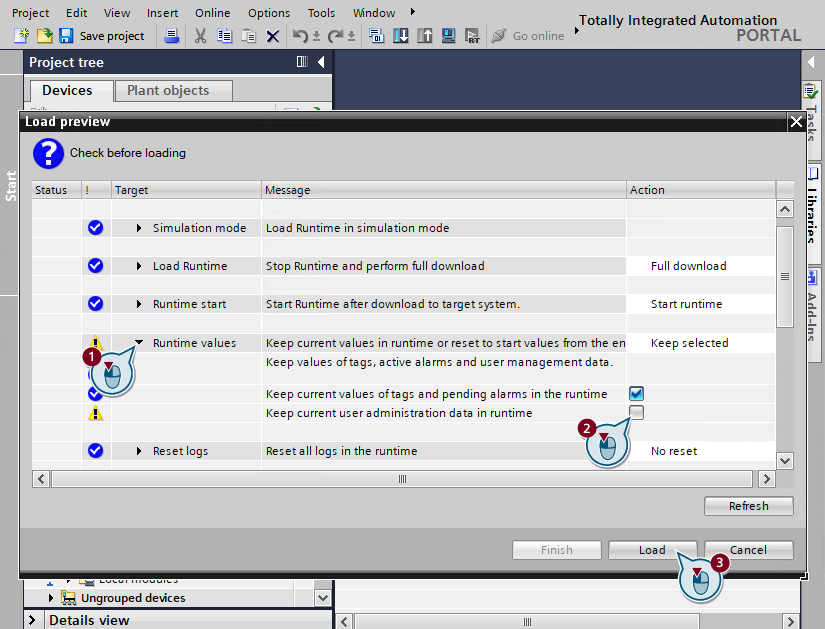 Project Edit View Insert Online Options Tools Window
Totally Integrated Automation
PORTAL
Save project
Go online
Project tree
Devices
Plant objects
Load preview
Check before loading
Status ! Target Message Action
Simulation mode Load Runtime in simulation mode
Load Runtime Stop Runtime and perform full download Full download
Runtime start Start Runtime after download to target system. Start runtime
Runtime values Keep current values in runtime or reset to start values from the en Keep selected
1
Keep values of tags, active alarms and user management data.
Keep current values of tags and pending alarms in the runtime
Keep current user administration data in runtime
2
Reset logs Reset all logs in the runtime No reset
Refresh
Finish Load Cancel
3
Local modules
Ungrouped devices
Details view
Start
Tasks
Libraries
Add-Ins